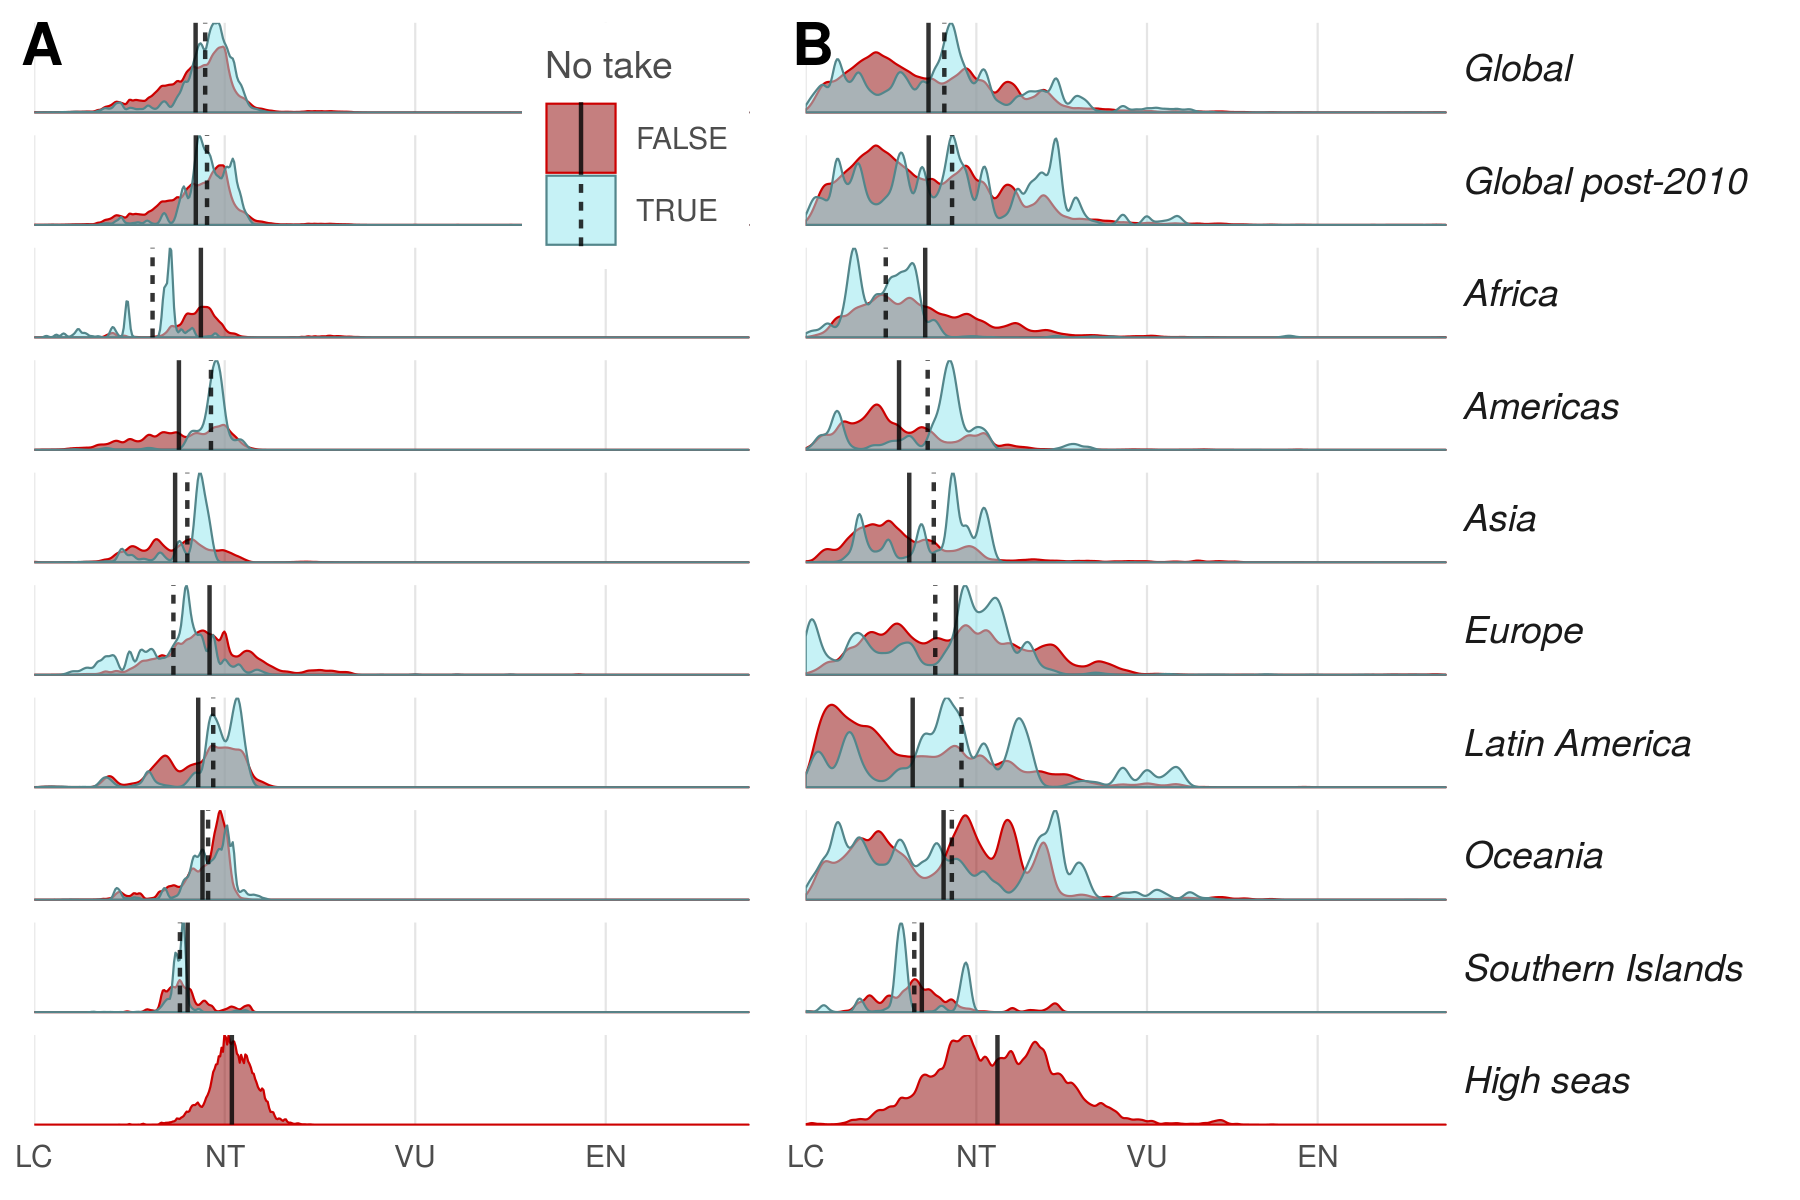 A
B
No take
FALSE
TRUE
Global
Global post-2010
Africa
Americas
Asia
Europe
Latin America
Oceania
Southern Islands
High seas
LC NT VU EN
LC NT VU EN